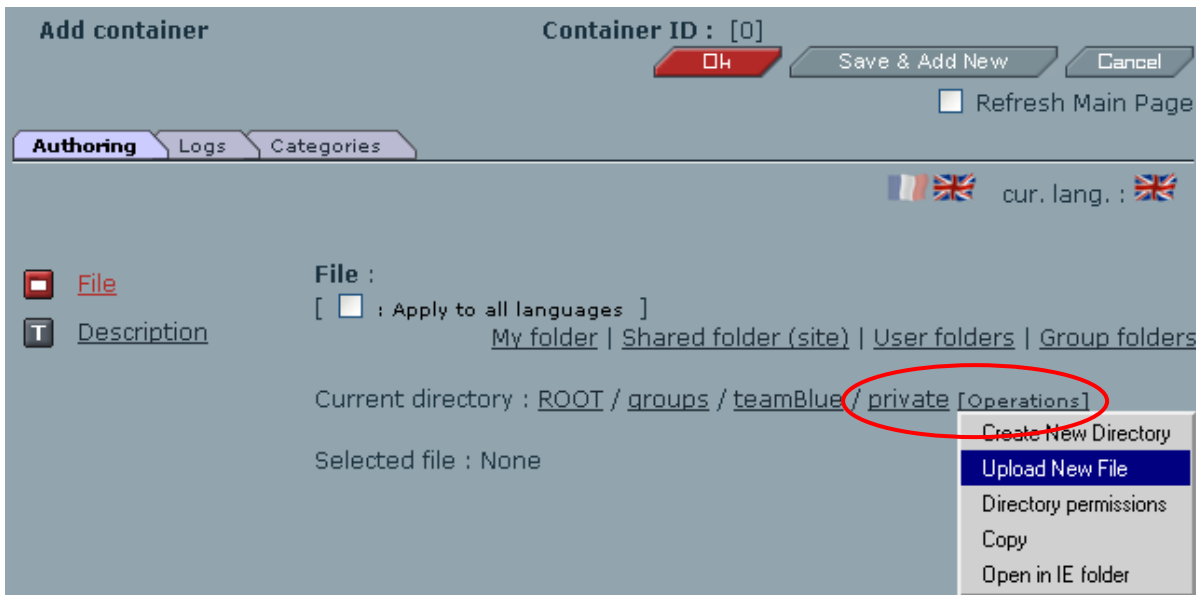 Add container Container ID : [0]
Ok Save & Add New Cancel
Refresh Main Page
Authoring Logs Categories
cur. lang. :
File File :
[ : Apply to all languages ]
T Description My folder | Shared folder (site) | User folders | Group folders
Current directory : ROOT / groups / teamBlue / private [Operations]
Create New Directory
Selected file : None Upload New File
Directory permissions
Copy
Open in IE folder